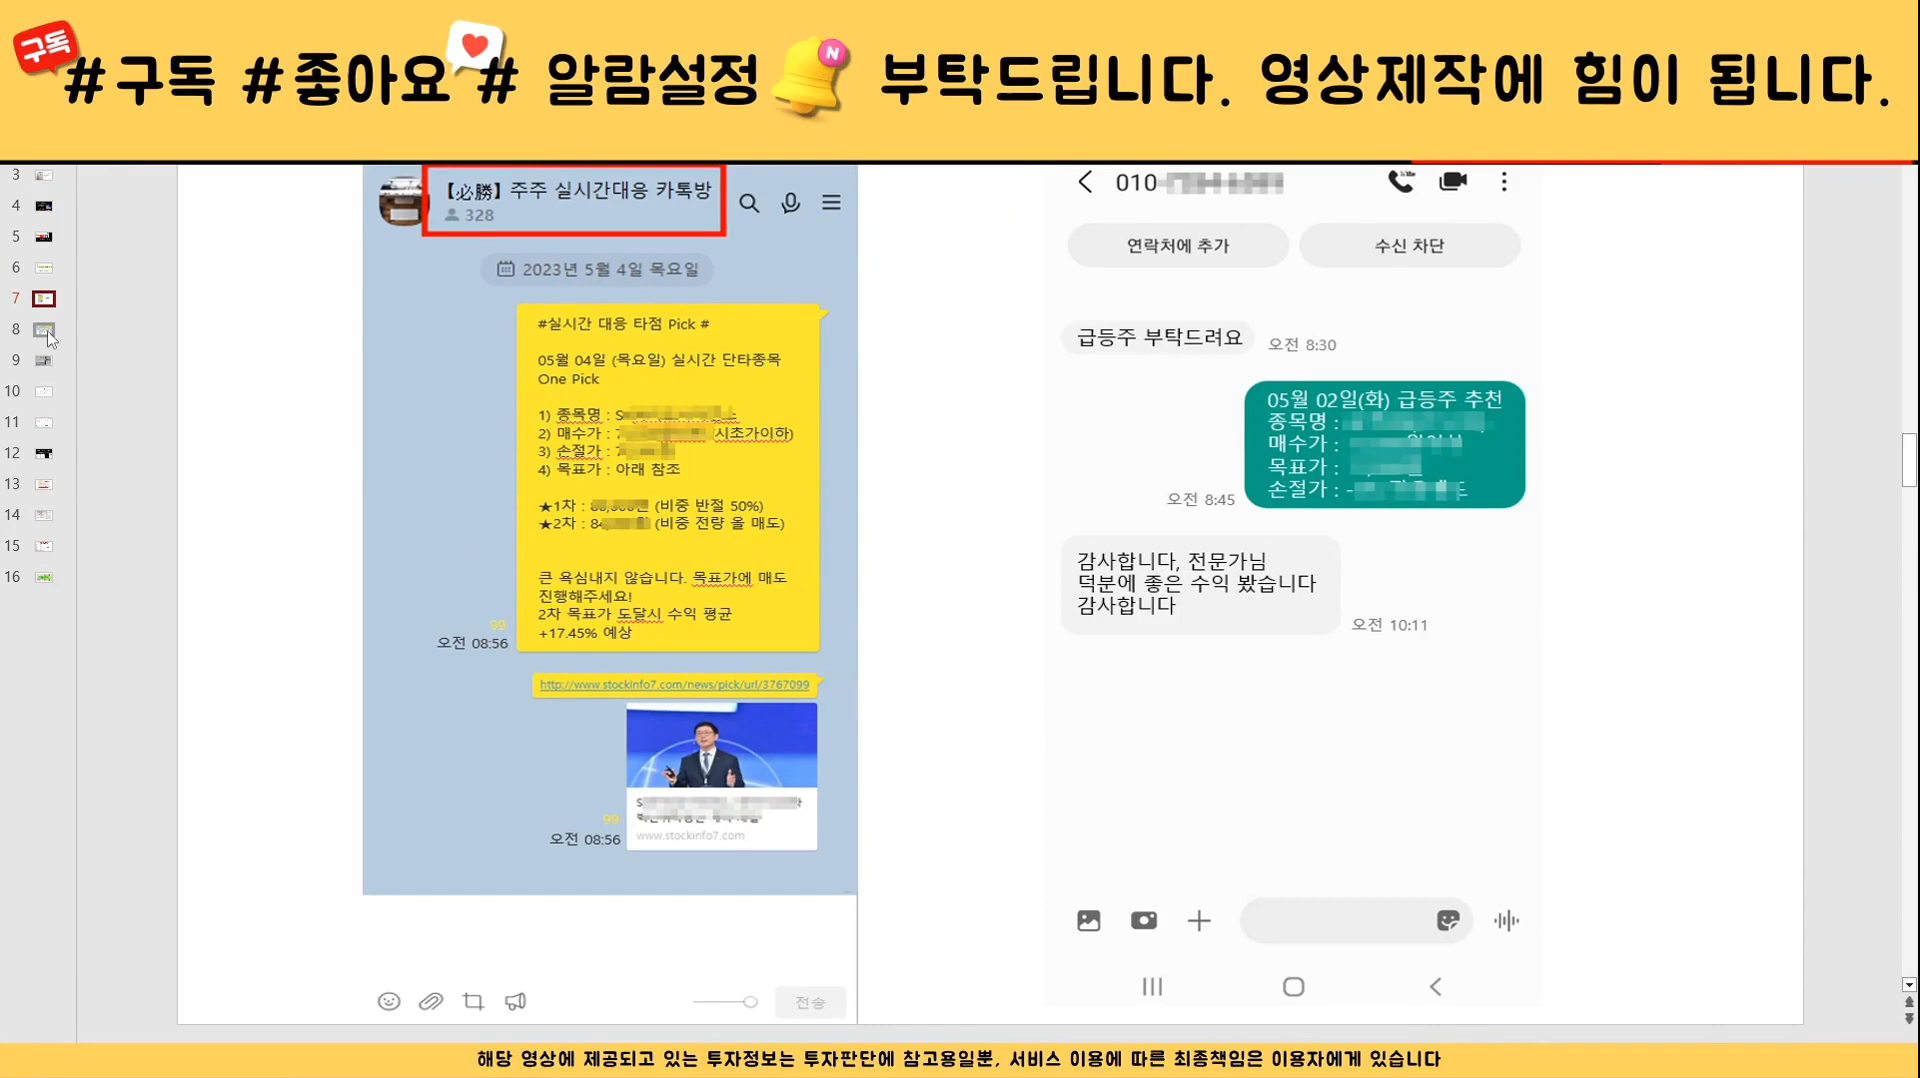 구독
#구독 #좋아요 # 알람설정 부탁드립니다. 영상제작에 힘이 됩니다.
N
3
4
5
6
7
8
9
10
11
12
13
14
15
16
【必勝】주주 실시간대응 카톡방
328
2023년 5월 4일 목요일
#실시간 대응 타점 Pick #
05월 04일 (목요일) 실시간 단타종목
One Pick
1) 종목명 :
2) 매수가 : (시초가이하)
3) 손절가 :
4) 목표가 : 아래 참조
★1차 : (비중 반절 50%)
★2차 : (비중 전량 올 매도)
큰 욕심내지 않습니다. 목표가에 매도
진행해주세요!
2차 목표가 도달시 수익 평균
+17.45% 예상
99
오전 08:56
http://www.stockinfo7.com/news/pick/url/3767099
www.stockinfo7.com
99
오전 08:56
전송
010
연락처에 추가
수신 차단
급등주 부탁드려요
오전 8:30
05월 02일(화) 급등주 추천
종목명 :
매수가 :
목표가 :
손절가 : -
오전 8:45
감사합니다, 전문가님
덕분에 좋은 수익 봤습니다
감사합니다
오전 10:11
해당 영상에 제공되고 있는 투자정보는 투자판단에 참고용일뿐, 서비스 이용에 따른 최종책임은 이용자에게 있습니다